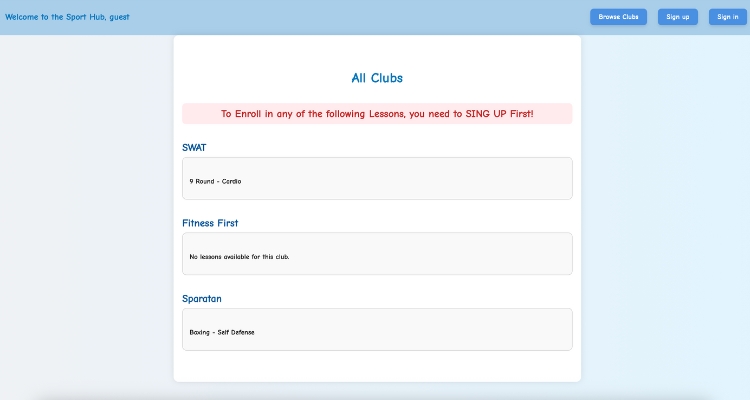 Welcome to the Sport Hub, guest
Browse Clubs
Sign up
Sign in
All Clubs
To Enroll in any of the following Lessons, you need to SING UP First!
SWAT
9 Round - Cardio
Fitness First
No lessons available for this club.
Sparatan
Boxing - Self Defense